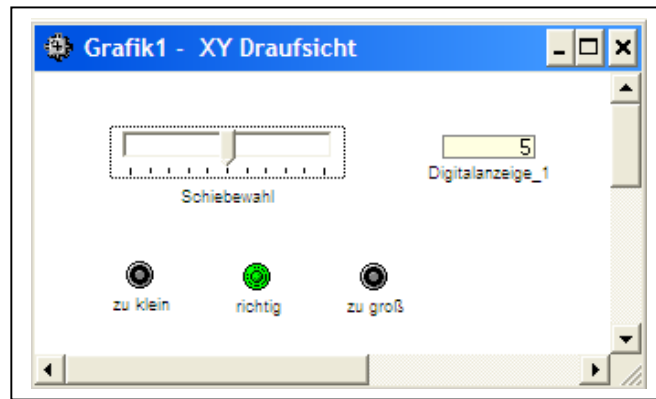 Grafik1 - XY Draufsicht
5
Schiebewahl
Digitalanzeige_1
zu klein
richtig
zu groß